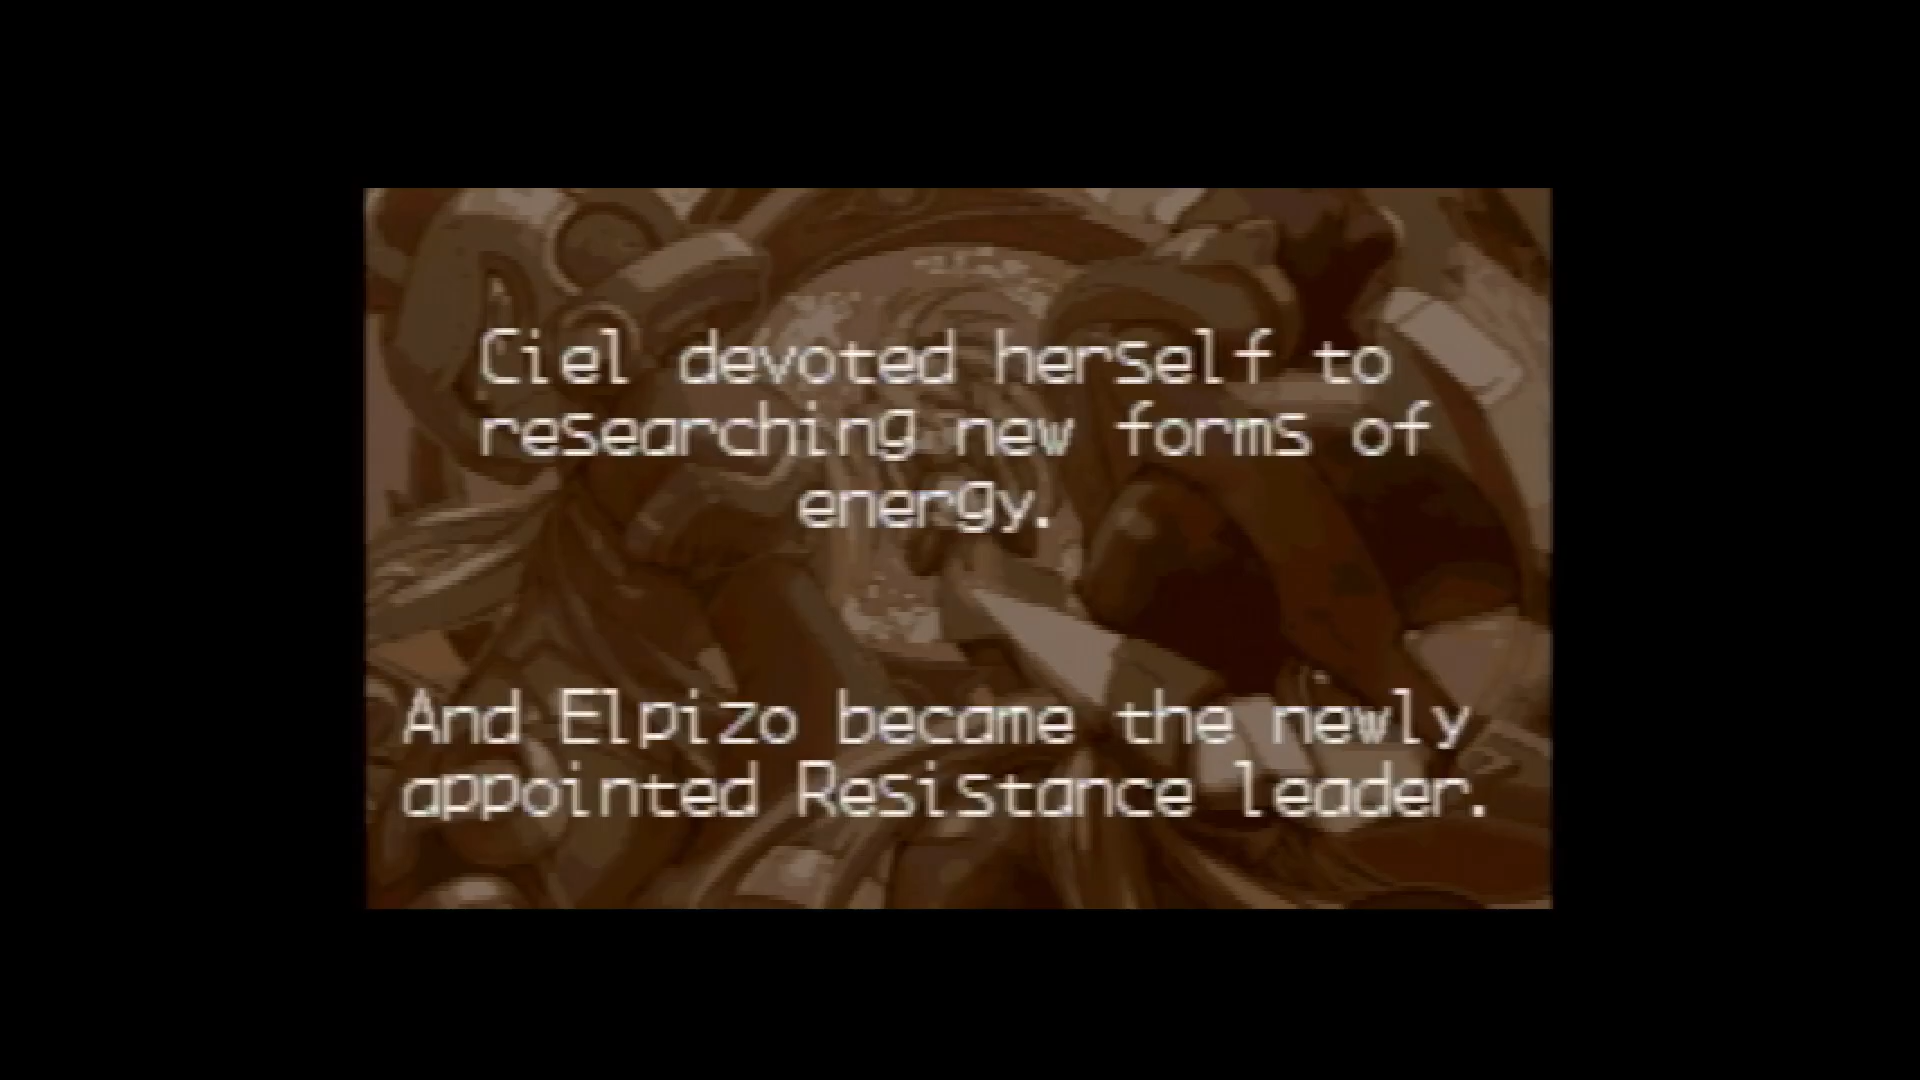 Ciel devoted herself to
researching new forms of
energy.
And Elpizo became the newly
appointed Resistance leader.